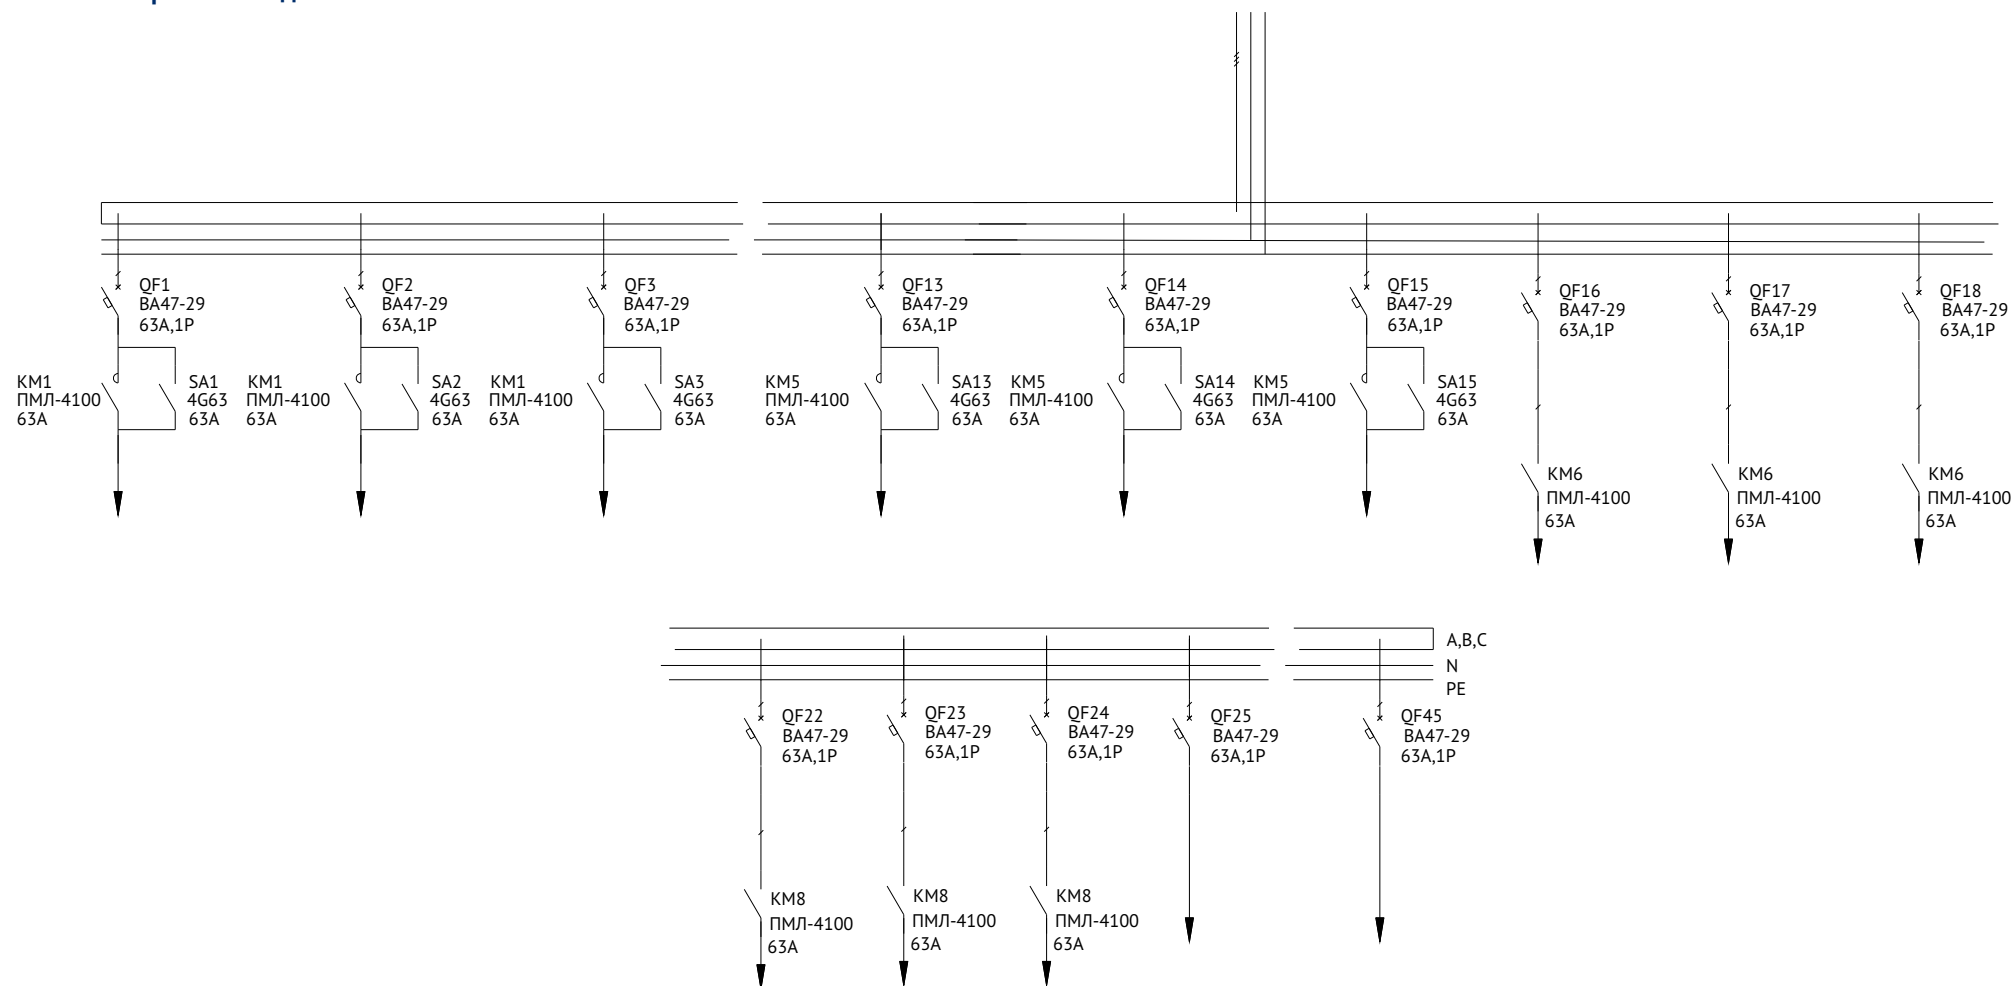 QF1
ВА47-29
63А,1Р
QF2
ВА47-29
63А,1Р
QF3
ВА47-29
63А,1Р
QF13
ВА47-29
63А,1Р
QF14
ВА47-29
63А,1Р
QF15
ВА47-29
63А,1Р
QF16
ВА47-29
63А,1Р
QF17
ВА47-29
63А,1Р
QF18
ВА47-29
63А,1Р
КМ1
ПМЛ-4100
63А
SA1
4G63
63А
КМ1
ПМЛ-4100
63А
SA2
4G63
63А
КМ1
ПМЛ-4100
63А
SA3
4G63
63А
КМ5
ПМЛ-4100
63А
SA13
4G63
63А
КМ5
ПМЛ-4100
63А
SA14
4G63
63А
КМ5
ПМЛ-4100
63А
SA15
4G63
63А
КМ6
ПМЛ-4100
63А
КМ6
ПМЛ-4100
63А
КМ6
ПМЛ-4100
63А
A,B,C
N
PE
QF22
ВА47-29
63А,1Р
QF23
ВА47-29
63А,1Р
QF24
ВА47-29
63А,1Р
QF25
ВА47-29
63А,1Р
QF45
ВА47-29
63А,1Р
КМ8
ПМЛ-4100
63А
КМ8
ПМЛ-4100
63А
КМ8
ПМЛ-4100
63А